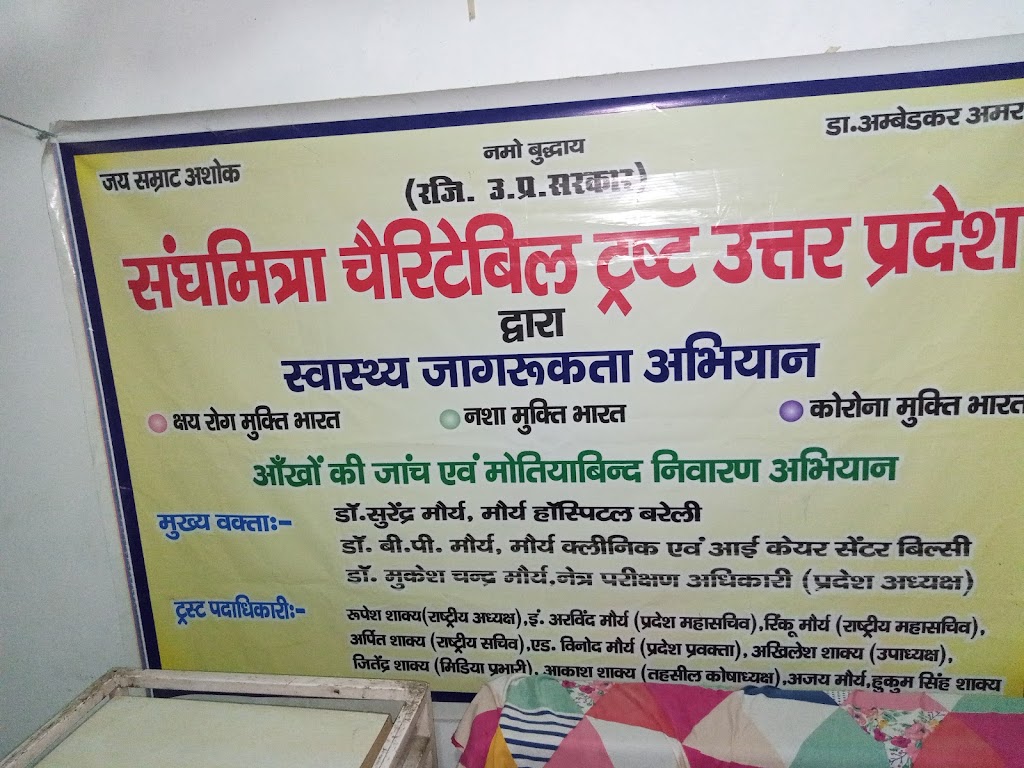 जय सम्राट अशोक
नमो बुद्धाय
डा.अम्बेडकर अमर
(रजि. उ.प्र.सरकार)
संघमित्रा चैरिटेबिल ट्रष्ट उत्तर प्रदेश
द्वारा
स्वास्थ्य जागरूकता अभियान
क्षय रोग मुक्ति भारत
नशा मुक्ति भारत
कोरोना मुक्ति भारत
आँखों की जांच एवं मोतियाबिन्द निवारण अभियान
मुख्य वक्ताः- डॉ.सुरेंद्र मौर्य, मौर्य हॉस्पिटल बरेली
डॉ. बी.पी. मौर्य, मौर्य क्लीनिक एवं आई केयर सेंटर बिल्सी
डॉ. मुकेश चन्द्र मौर्य,नेत्र परीक्षण अधिकारी (प्रदेश अध्यक्ष)
ट्रस्ट पदाधिकारीः- रूपेश शाक्य(राष्ट्रीय अध्यक्ष),इं. अरविंद मौर्य (प्रदेश महासचिव),रिंकू मौर्य (राष्ट्रीय महासचिव),
अर्पित शाक्य (राष्ट्रीय सचिव),एड. विनोद मौर्य (प्रदेश प्रवक्ता), अखिलेश शाक्य (उपाध्यक्ष),
जितेंद्र शाक्य (मिडिया प्रभारी), आकाश शाक्य (तहसील कोषाध्यक्ष),अजय मौर्य,हुकुम सिंह शाक्य